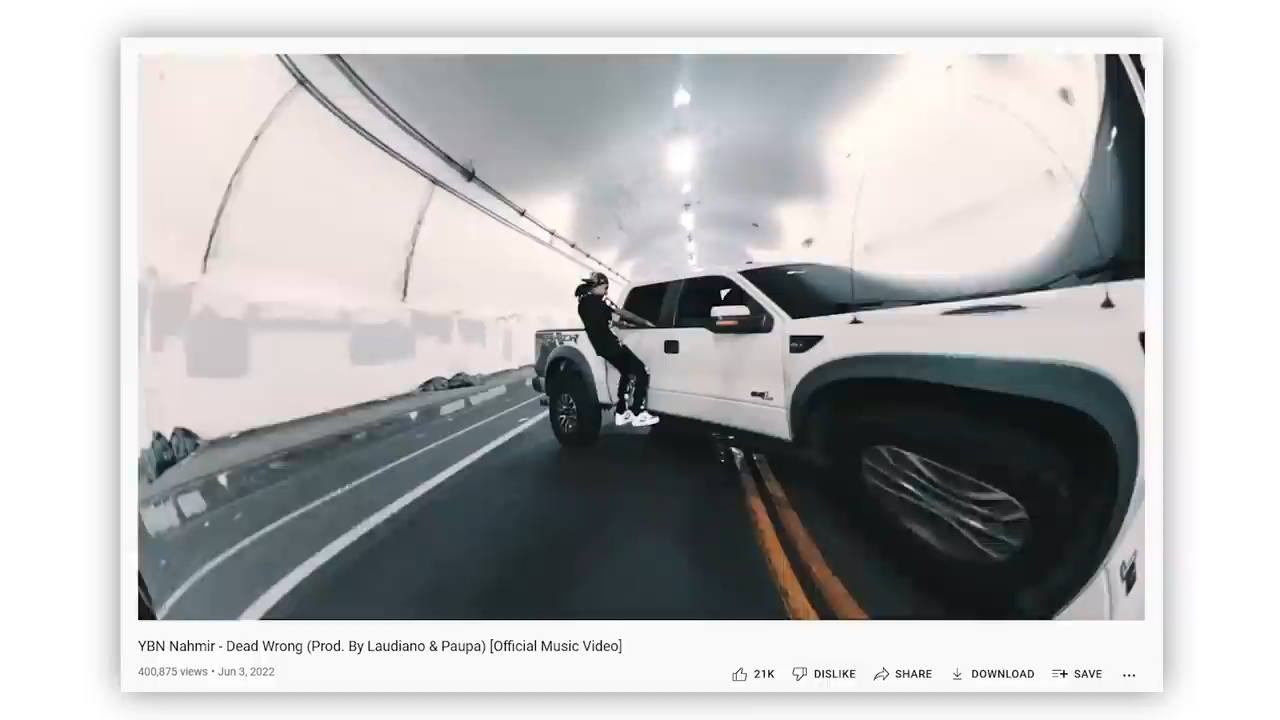 YBN Nahmir - Dead Wrong (Prod. By Laudiano & Paupa) [Official Music Video]
400,875 views • Jun 3, 2022
21K DISLIKE SHARE DOWNLOAD SAVE